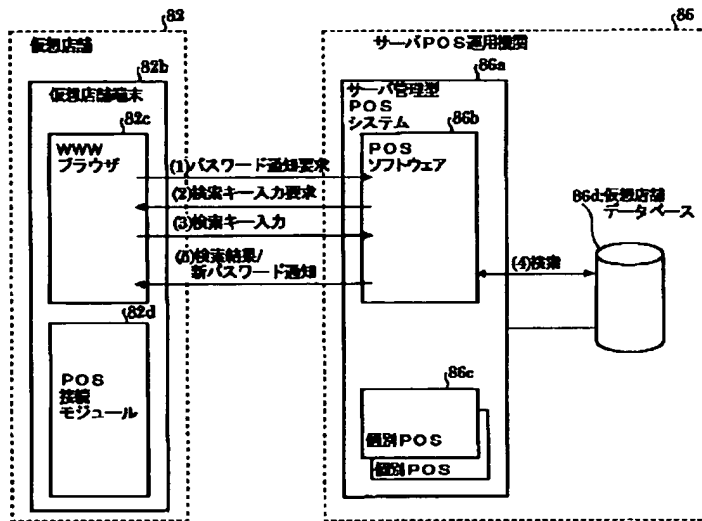 82
仮想店舗
82b
仮想店舗端末
82c
WWW
ブラウザ
82d
POS
接続
モジュール
(1)パスワード通知要求
(2)検索キー入力要求
(3)検索キー入力
(5)検索結果/
新パスワード通知
86
サーバPOS運用機関
86a
サーバ管理型
POS
システム
86b
POS
ソフトウェア
(4)検索
86d:仮想店舗
データベース
86c
個別POS
個別POS